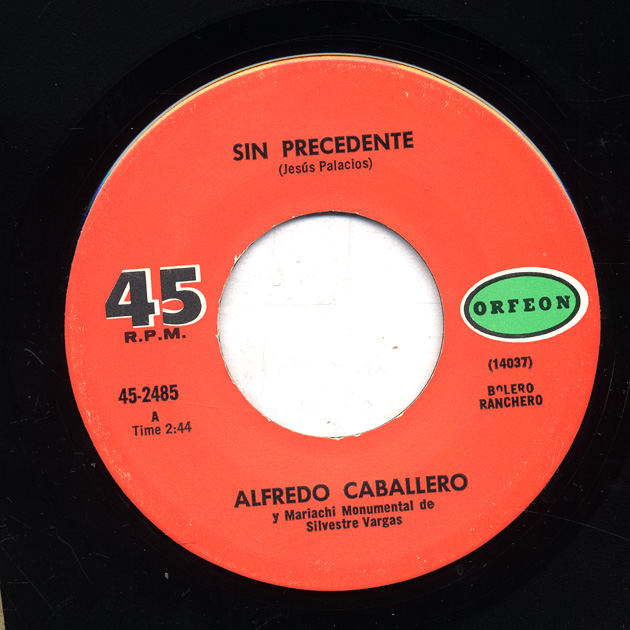 SIN PRECEDENTE
(Jesús Palacios)
45
R.P.M.
ORFEON
(14037)
45-2485
BOLERO
RANCHERO
A
Time 2:44
ALFREDO CABALLERO
y Mariachi Monumental de
Silvestre Vargas